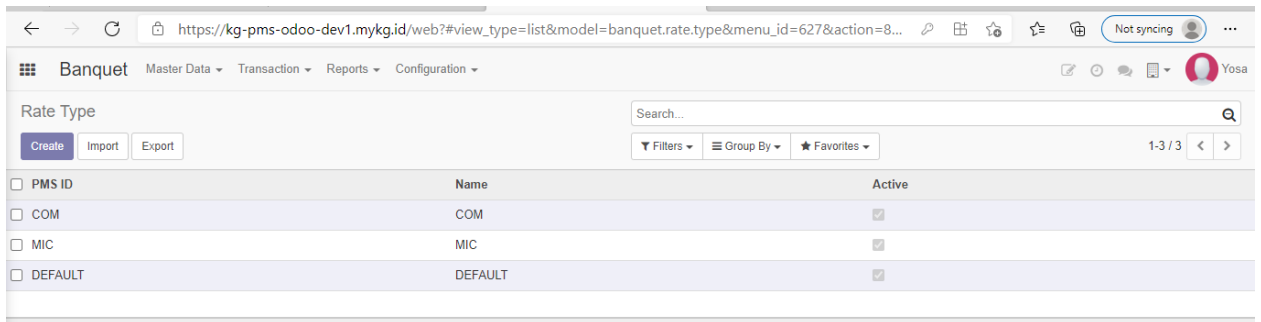 https://kg-pms-odoo-dev1.mykg.id/web?#view_type=list&model=banquet.rate.type&menu_id=627&action=8... Not syncing
Banquet Master Data Transaction Reports Configuration Yosa
Rate Type Search...
Create Import Export Filters Group By Favorites 1-3 / 3
PMS ID Name Active
COM COM
MIC MIC
DEFAULT DEFAULT